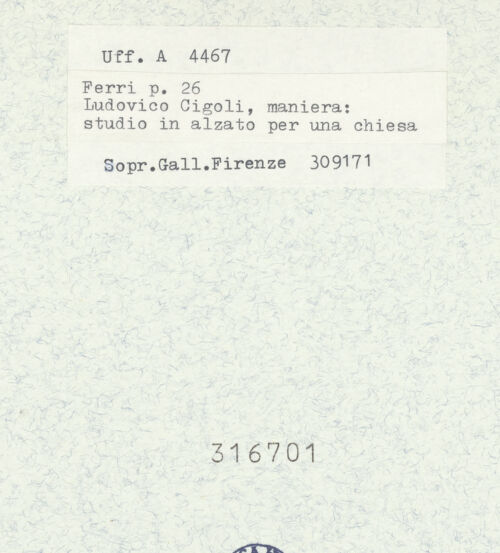 Uff. A 4467
Ferri p. 26
Ludovico Cigoli, maniera:
studio in alzato per una chiesa
Sopr.Gall.Firenze 309171
316701